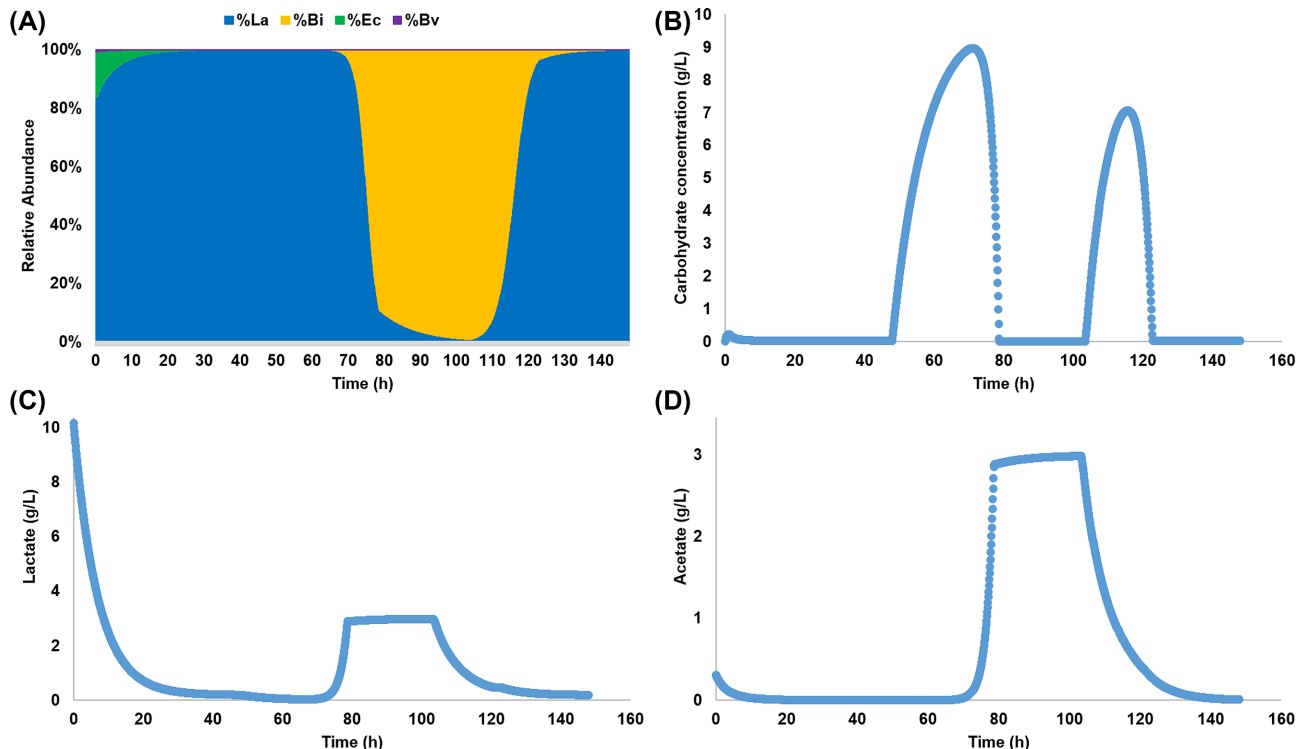 (A)
%La %Bi %Ec %Bv
Relative Abundance
100%
80%
60%
40%
20%
0%
0 10 20 30 40 50 60 70 80 90 100 110 120 130 140
Time (h)
(B)
Carbohydrate concentration (g/L)
10
9
8
7
6
5
4
3
2
1
0
0 20 40 60 80 100 120 140 160
Time (h)
(C)
Lactate (g/L)
10
8
6
4
2
0
0 20 40 60 80 100 120 140 160
Time (h)
(D)
Acetate (g/L)
3
2
1
0
0 20 40 60 80 100 120 140 160
Time (h)